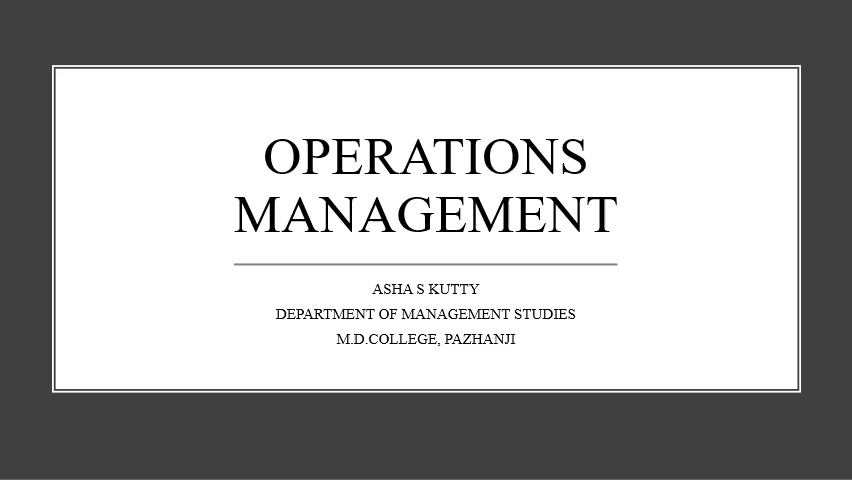 OPERATIONS
MANAGEMENT
ASHA S KUTTY
DEPARTMENT OF MANAGEMENT STUDIES
M.D.COLLEGE, PAZHANJI